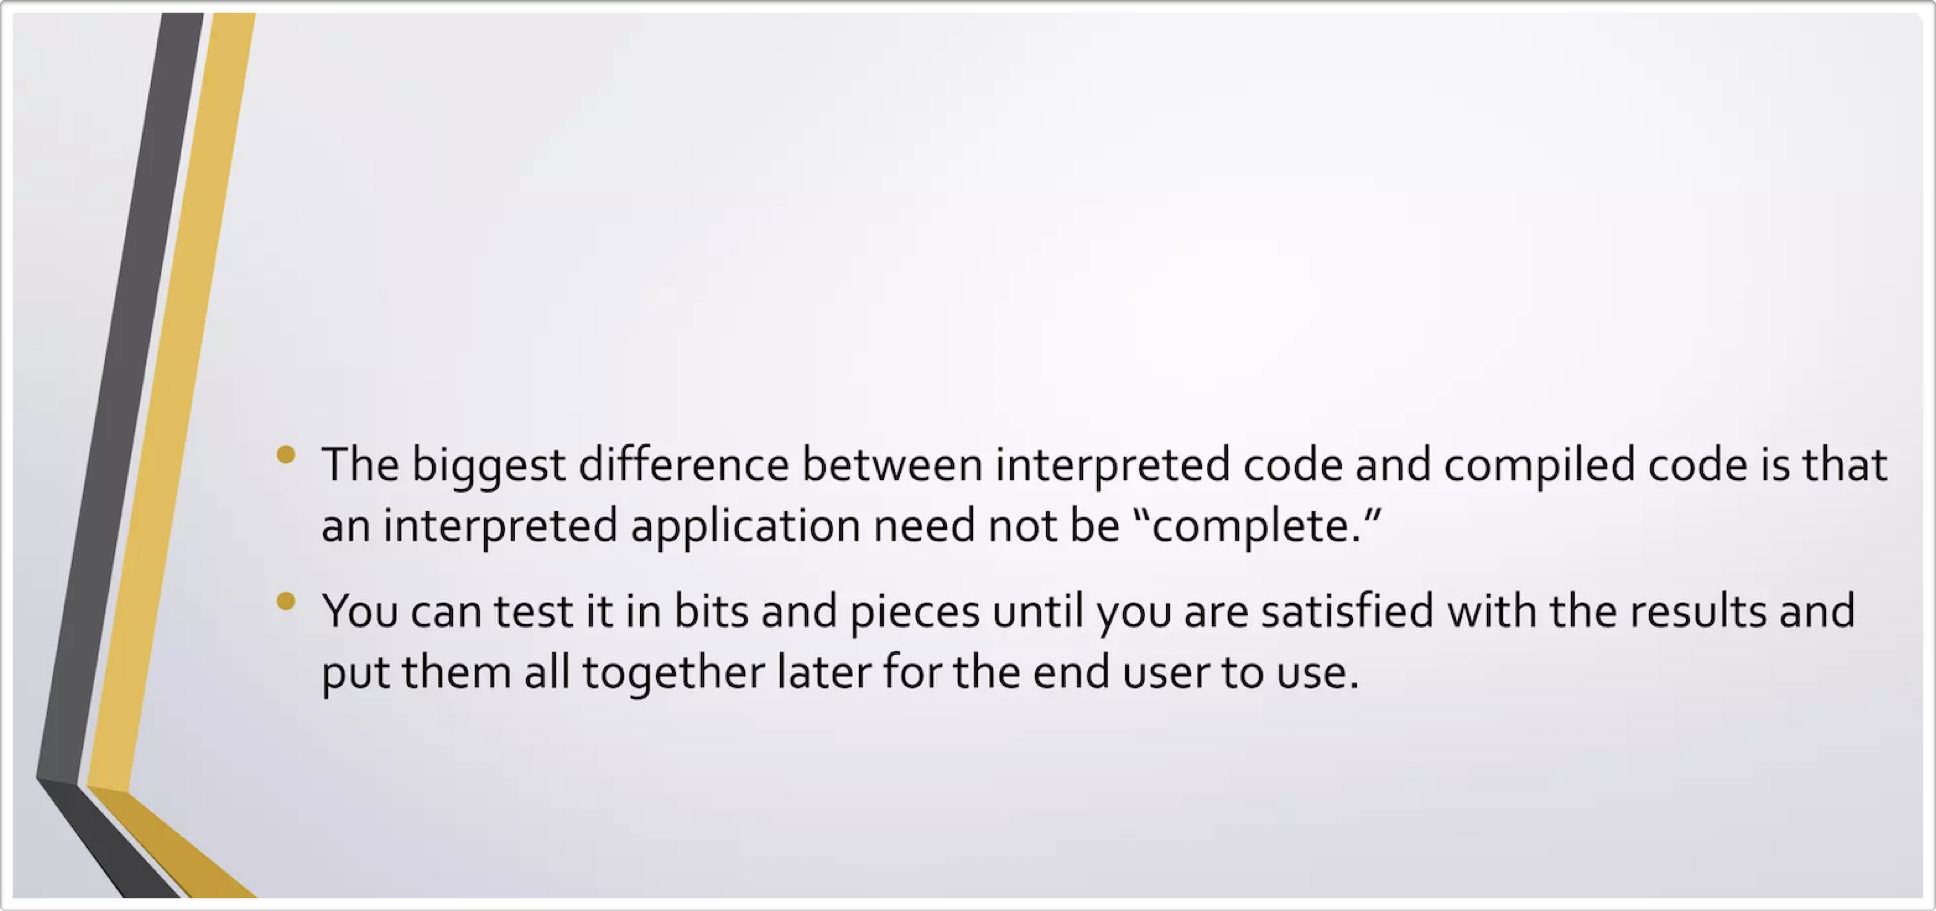 • The biggest difference between interpreted code and compiled code is that
an interpreted application need not be “complete.”
• You can test it in bits and pieces until you are satisfied with the results and
put them all together later for the end user to use.